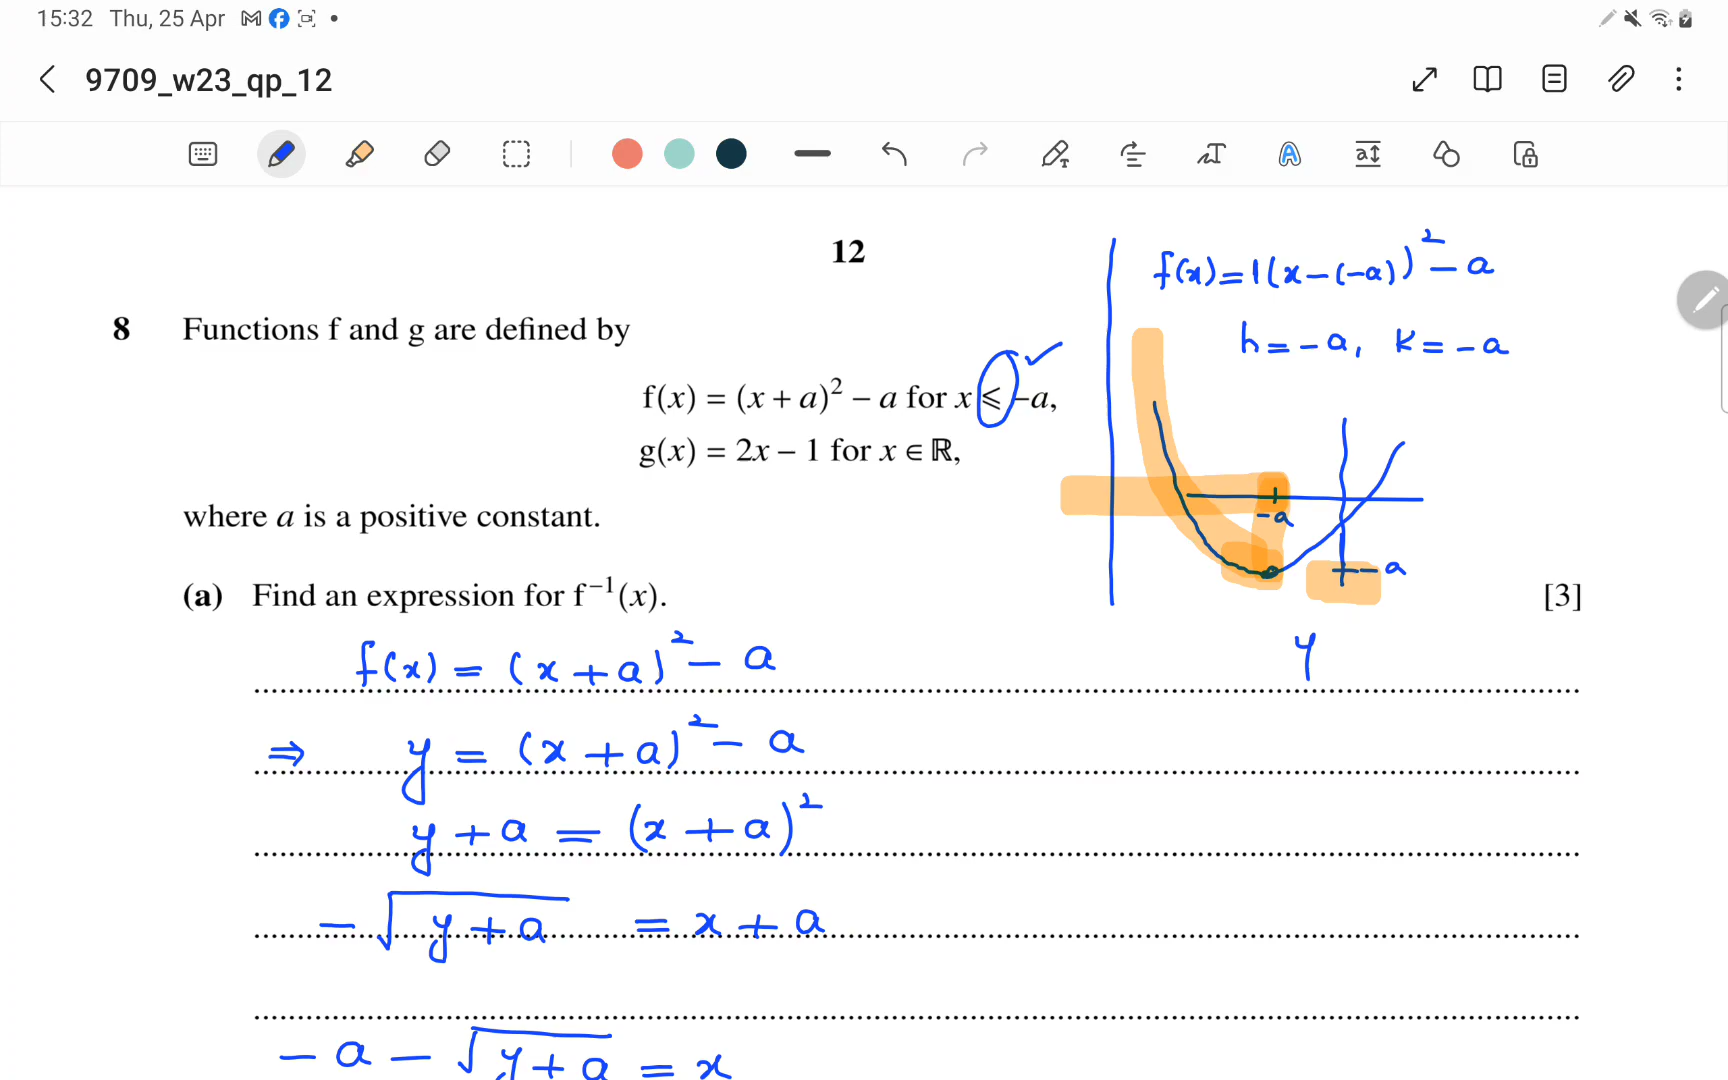 15:32 Thu, 25 Apr
9709_w23_qp_12
12
f(x)=1(x-(-a))²-a
h=-a, k=-a
8 Functions f and g are defined by
f(x) = (x + a)² – a for x ⩽ –a,
g(x) = 2x – 1 for x ∈ ℝ,
-a
-a
where a is a positive constant.
(a) Find an expression for f⁻¹(x). [3]
y
f(x) = (x+a)²-a
⇒ y = (x+a)²-a
y+a = (x+a)²
-√(y+a) = x+a
-a-√(y+a) = x